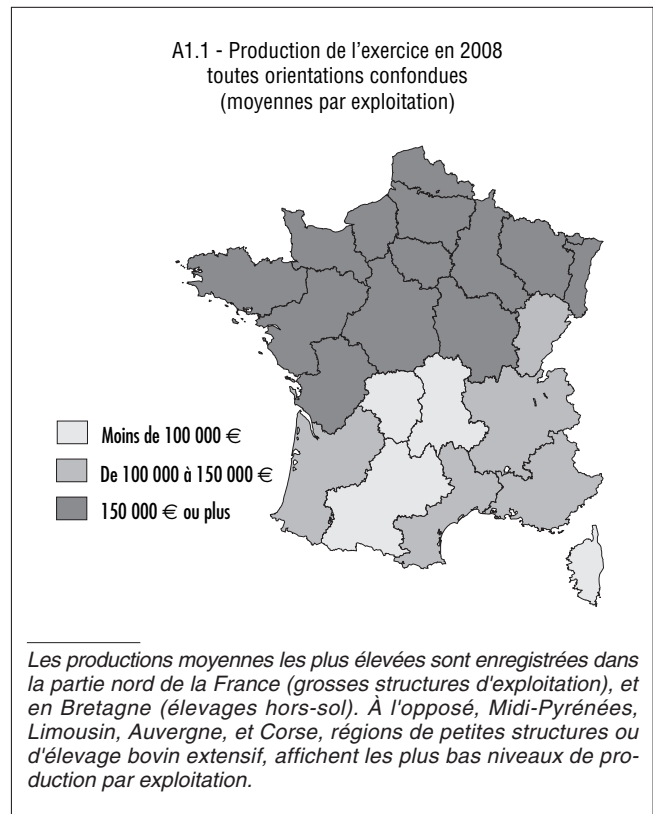 A1.1 - Production de l'exercice en 2008
toutes orientations confondues
(moyennes par exploitation)
Moins de 100 000 €
De 100 000 à 150 000 €
150 000 € ou plus
Les productions moyennes les plus élevées sont enregistrées dans
la partie nord de la France (grosses structures d'exploitation), et
en Bretagne (élevages hors-sol). À l'opposé, Midi-Pyrénées,
Limousin, Auvergne, et Corse, régions de petites structures ou
d'élevage bovin extensif, affichent les plus bas niveaux de pro-
duction par exploitation.